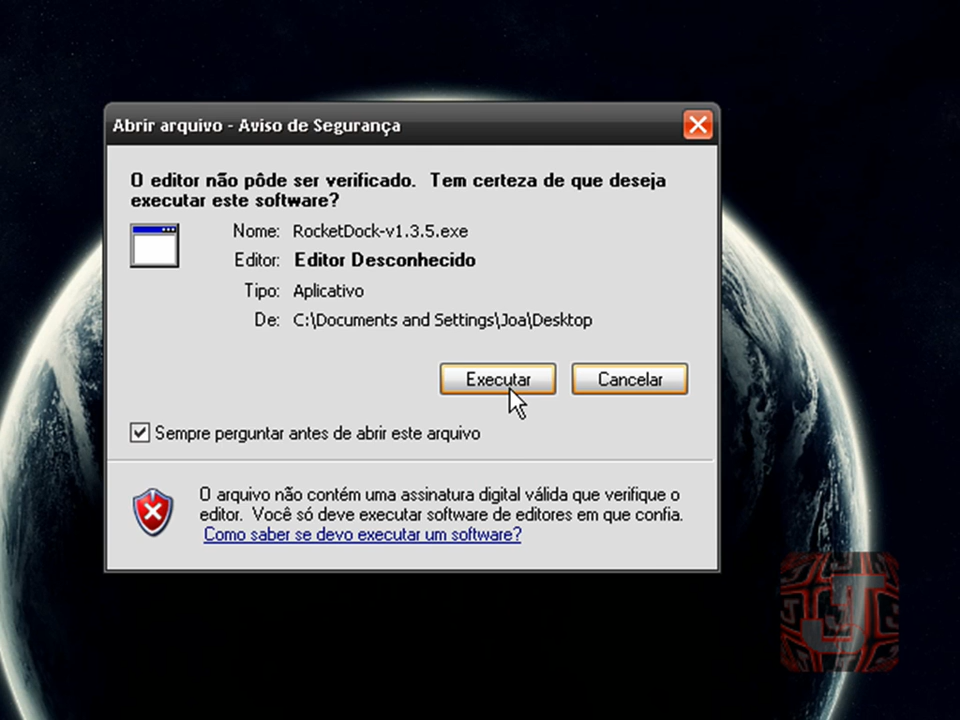 Abrir arquivo - Aviso de Segurança
O editor não pôde ser verificado. Tem certeza de que deseja
executar este software?
Nome: RocketDock-v1.3.5.exe
Editor: Editor Desconhecido
Tipo: Aplicativo
De: C:\Documents and Settings\Joa\Desktop
Executar Cancelar
Sempre perguntar antes de abrir este arquivo
O arquivo não contém uma assinatura digital válida que verifique o
editor. Você só deve executar software de editores em que confia.
Como saber se devo executar um software?